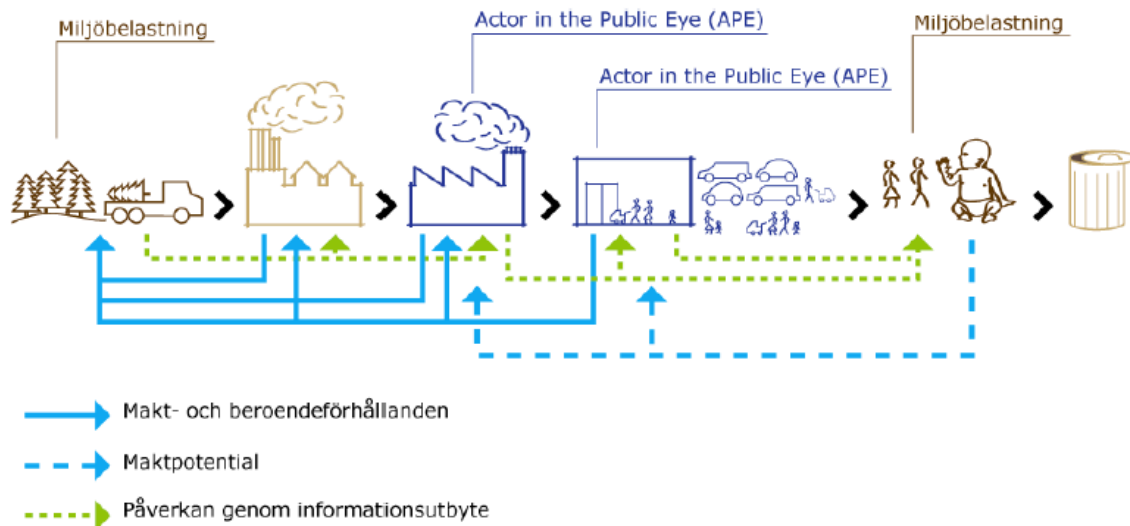 Miljöbelastning
Actor in the Public Eye (APE)
Actor in the Public Eye (APE)
Miljöbelastning
Makt- och beroendeförhållanden
Maktpotential
Påverkan genom informationsutbyte